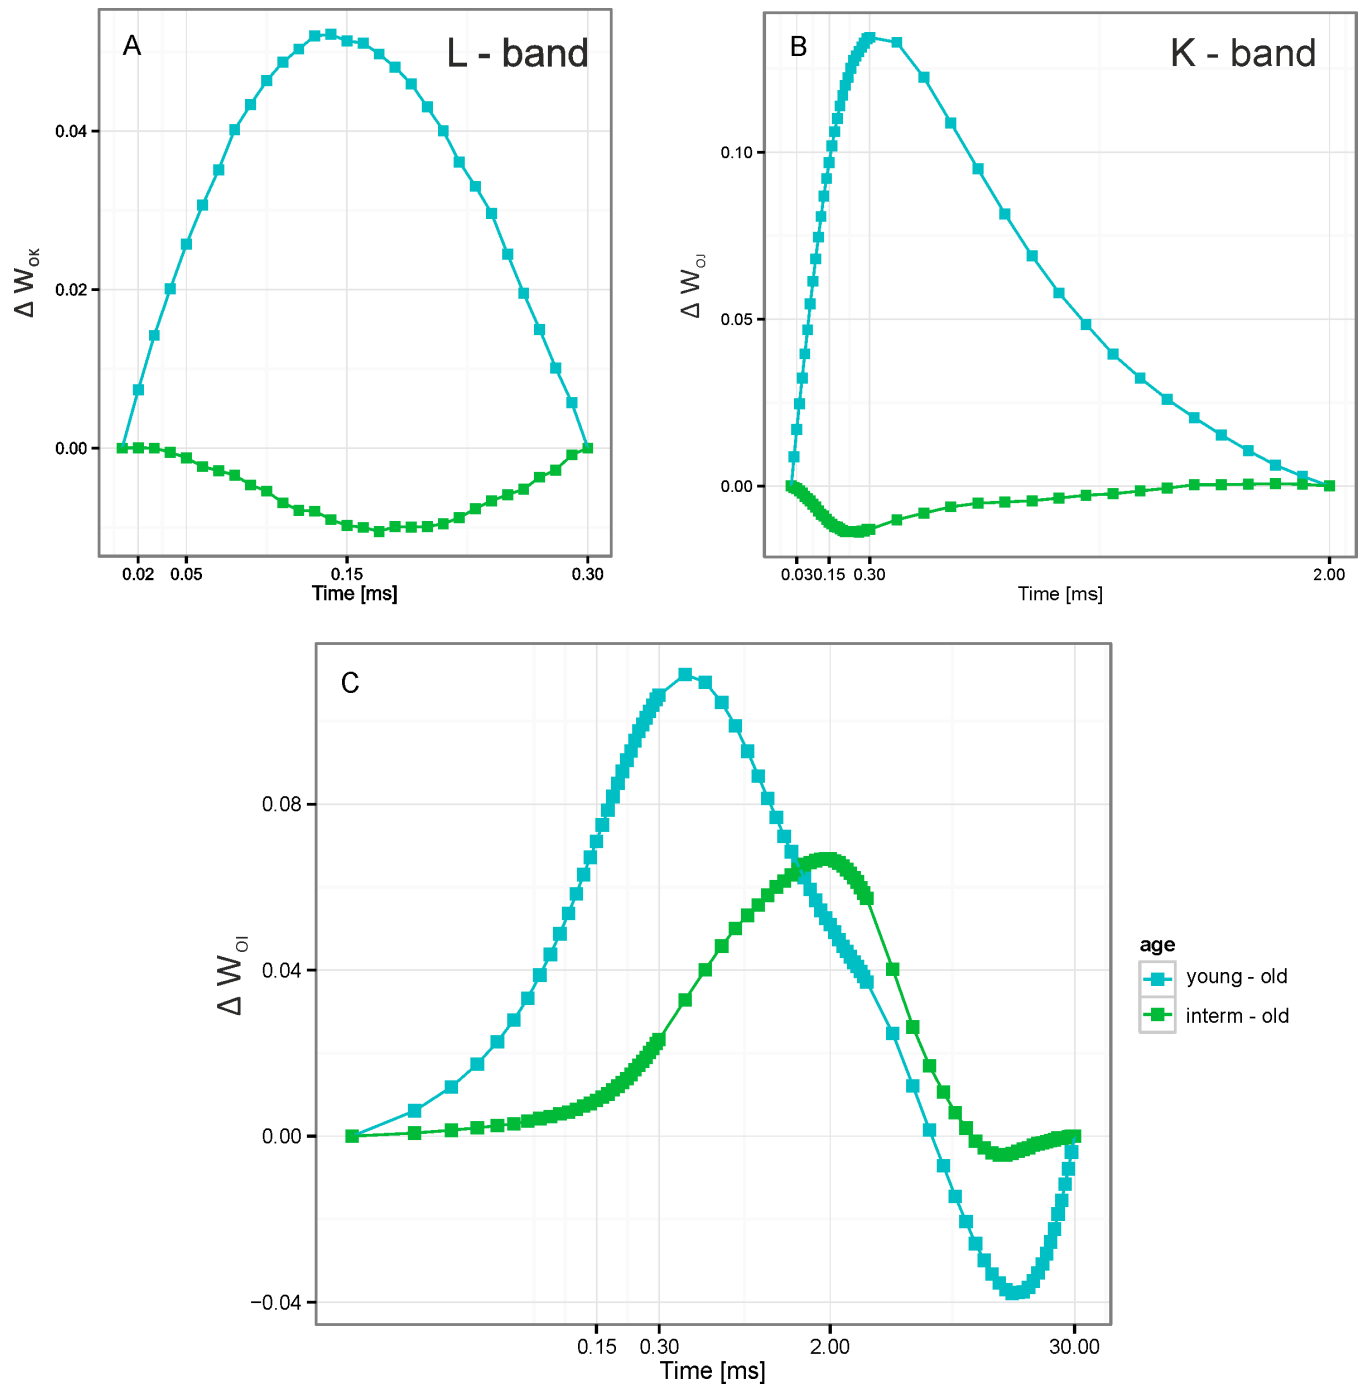 A
L - band
0.04
0.02
0.00
Δ W_OK
0.02 0.05 0.15 0.30
Time [ms]
B
K - band
0.10
0.05
0.00
Δ W_OJ
0.03 0.15 0.30 2.00
Time [ms]
C
0.08
0.04
0.00
−0.04
Δ W_OI
0.15 0.30 2.00 30.00
Time [ms]
age
young - old
interm - old